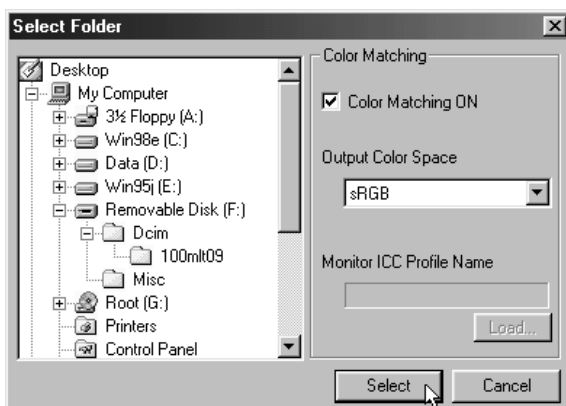 Select Folder
Desktop
My Computer
3½ Floppy (A:)
Win98e (C:)
Data (D:)
Win95j (E:)
Removable Disk (F:)
Dcim
100mlt09
Misc
Root (G:)
Printers
Control Panel
Color Matching
Color Matching ON
Output Color Space
sRGB
Monitor ICC Profile Name
Load...
Select
Cancel